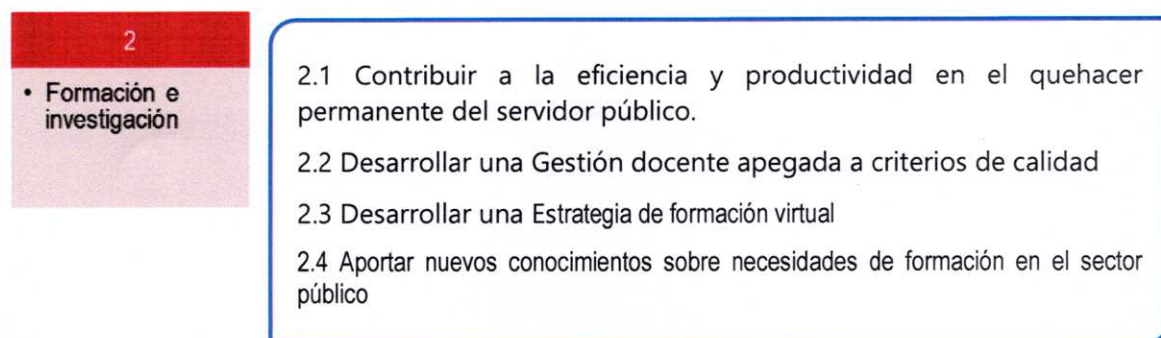 2
• Formación e
investigación
2.1 Contribuir a la eficiencia y productividad en el quehacer
permanente del servidor público.
2.2 Desarrollar una Gestión docente apegada a criterios de calidad
2.3 Desarrollar una Estrategia de formación virtual
2.4 Aportar nuevos conocimientos sobre necesidades de formación en el sector
público